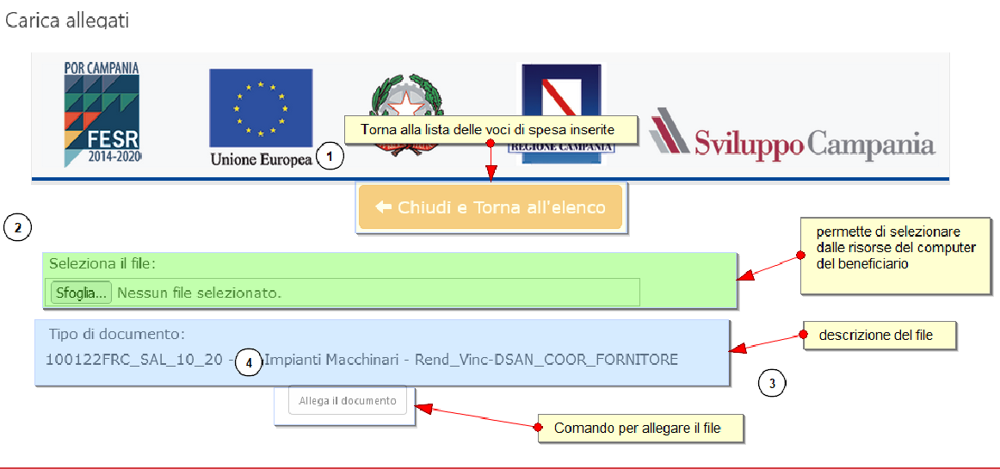 Carica allegati
POR CAMPANIA
FESR
2014-2020
Unione Europea
1
REGIONE CAMPANIA
Sviluppo Campania
Torna alla lista delle voci di spesa inserite
Chiudi e Torna all'elenco
2
permette di selezionare
dalle risorse del computer
del beneficiario
Seleziona il file:
Sfoglia... Nessun file selezionato.
Tipo di documento:
descrizione del file
100122FRC_SAL_10_20 - 4 Impianti Macchinari - Rend_Vinc-DSAN_COOR_FORNITORE
3
Allega il documento
Comando per allegare il file